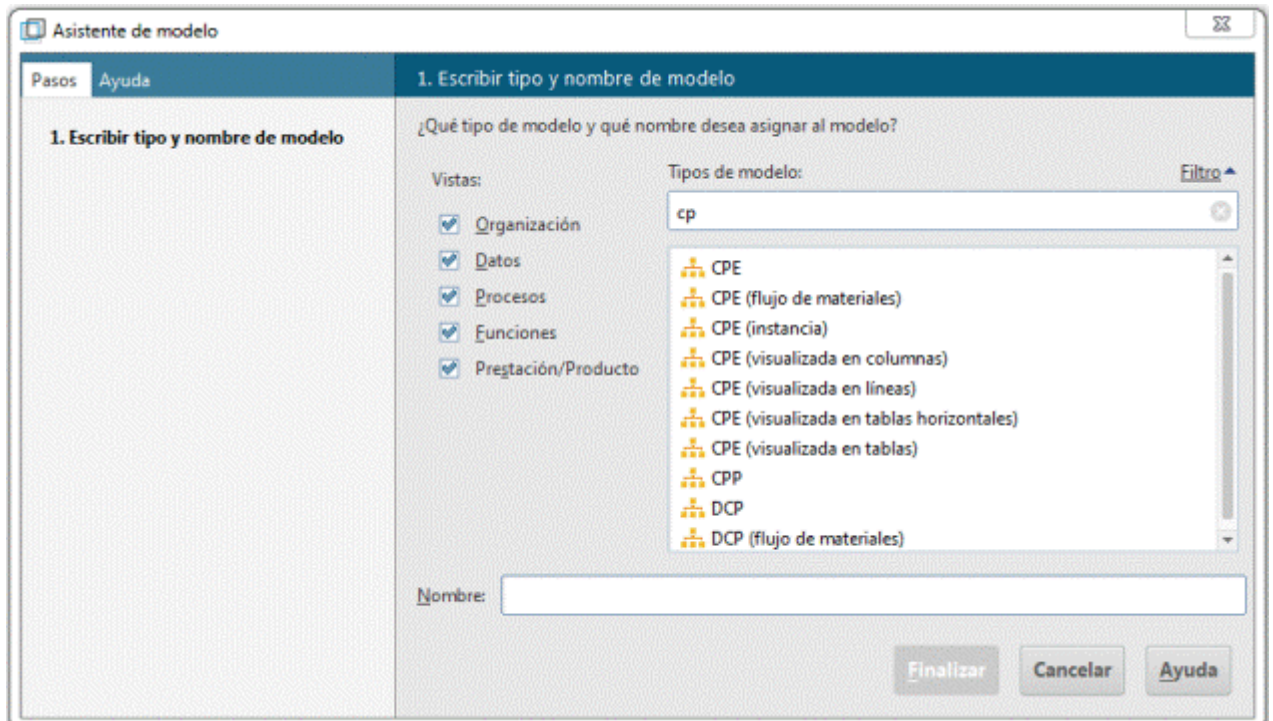 Asistente de modelo
Pasos Ayuda
1. Escribir tipo y nombre de modelo
1. Escribir tipo y nombre de modelo
¿Qué tipo de modelo y qué nombre desea asignar al modelo?
Vistas:
Organización
Datos
Procesos
Funciones
Prestación/Producto
Tipos de modelo:
Filtro
cp
CPE
CPE (flujo de materiales)
CPE (instancia)
CPE (visualizada en columnas)
CPE (visualizada en líneas)
CPE (visualizada en tablas horizontales)
CPE (visualizada en tablas)
CPP
DCP
DCP (flujo de materiales)
Nombre:
Finalizar Cancelar Ayuda